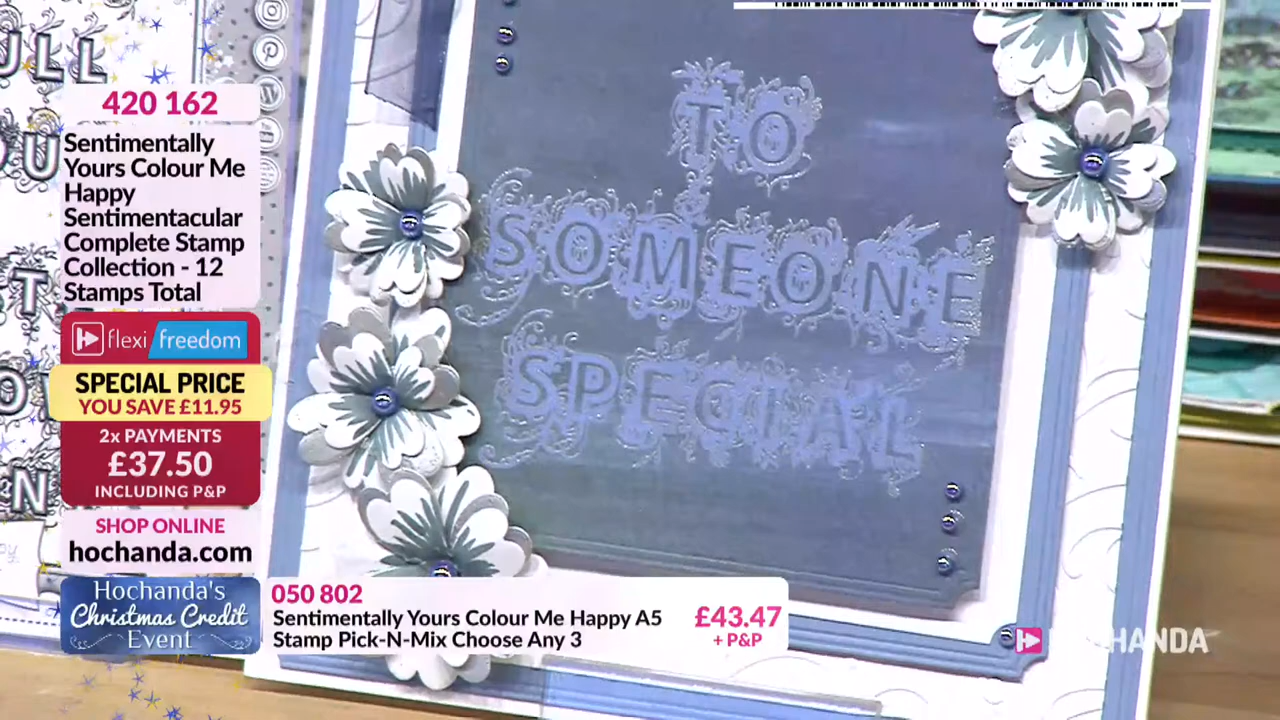 420 162
Sentimentally
Yours Colour Me
Happy
Sentimentacular
Complete Stamp
Collection - 12
Stamps Total
flexi freedom
SPECIAL PRICE
YOU SAVE £11.95
2x PAYMENTS
£37.50
INCLUDING P&P
SHOP ONLINE
hochanda.com
Hochanda's
Christmas Credit
Event
050 802
Sentimentally Yours Colour Me Happy A5
Stamp Pick-N-Mix Choose Any 3
£43.47
+ P&P
TO
SOMEONE
SPECIAL
HOCHANDA